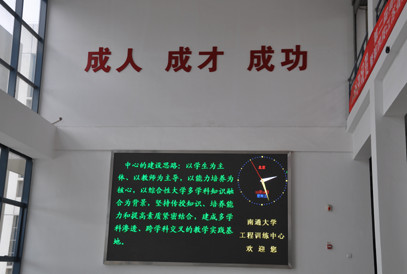 成人 成才 成功
中心的建设思路：以学生为主
体、以教师为主导，以能力培养为
核心，以综合性大学多学科知识融
合为背景，坚持传授知识、培养能
力和提高素质紧密结合，建成多学
科渗透、跨学科交叉的教学实践基
地。
南通大学
工程训练中心
欢迎您